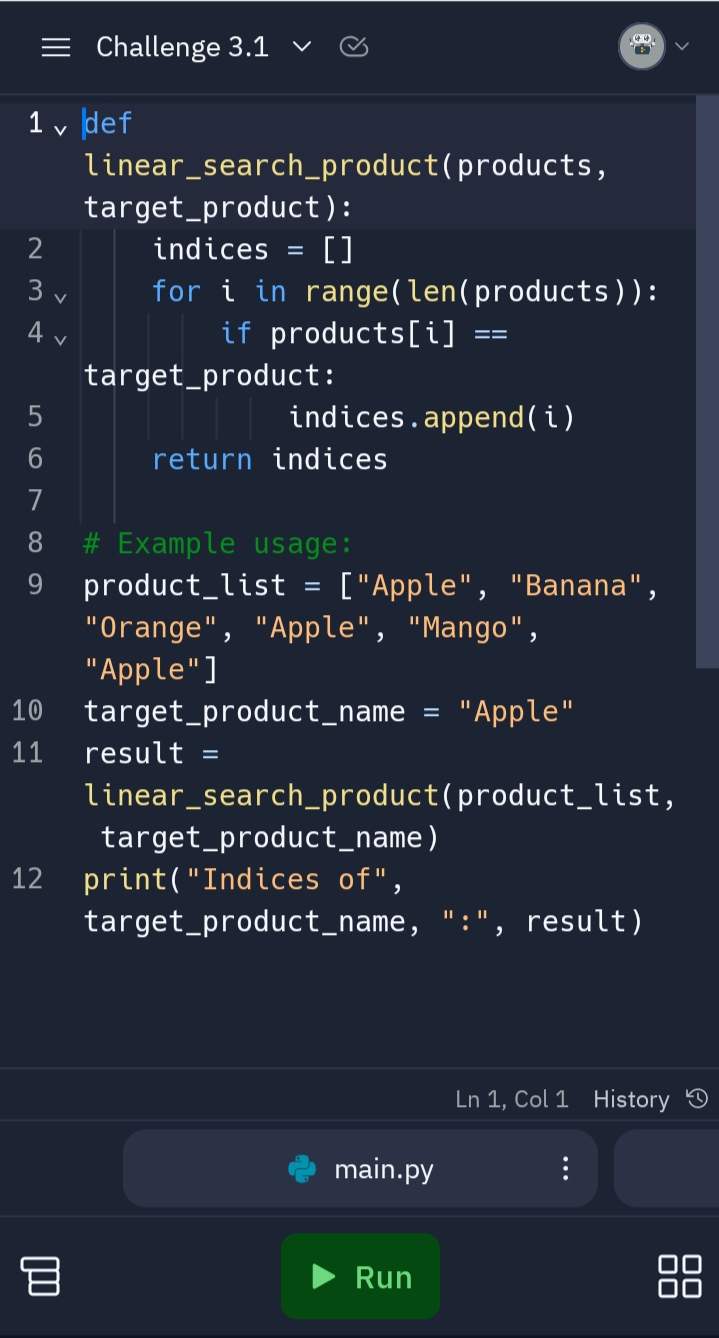 Challenge 3.1
1 def
linear_search_product(products,
target_product):
2     indices = []
3     for i in range(len(products)):
4         if products[i] ==
target_product:
5             indices.append(i)
6     return indices
7
8 # Example usage:
9 product_list = ["Apple", "Banana",
"Orange", "Apple", "Mango",
"Apple"]
10 target_product_name = "Apple"
11 result =
linear_search_product(product_list,
 target_product_name)
12 print("Indices of",
target_product_name, ":", result)
Ln 1, Col 1 History
main.py
Run